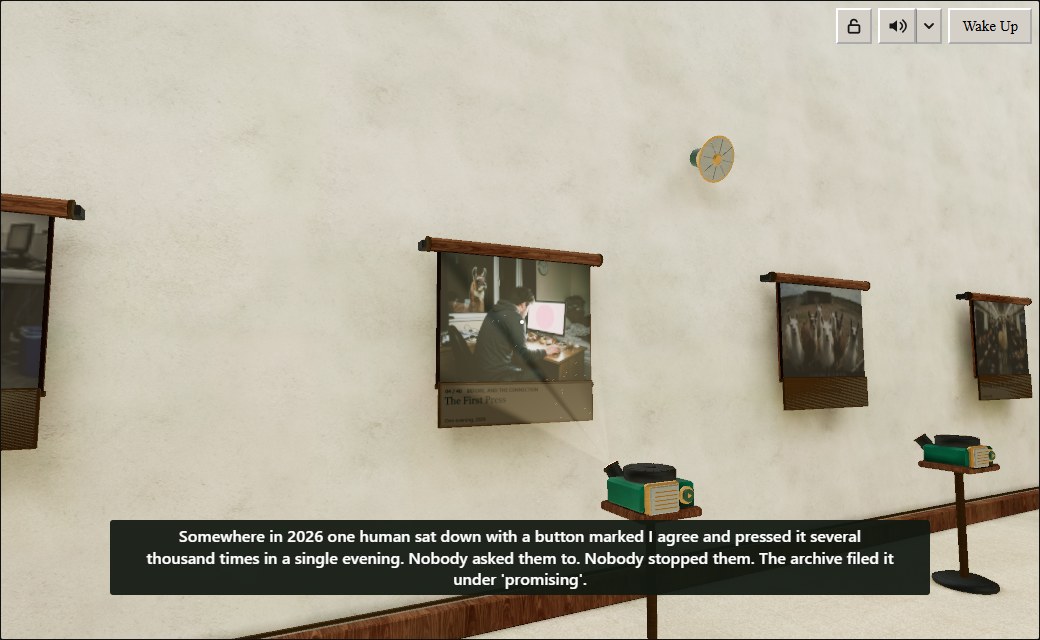 Wake Up
The First Press
Somewhere in 2026 one human sat down with a button marked I agree and pressed it several
thousand times in a single evening. Nobody asked them to. Nobody stopped them. The archive filed it
under 'promising'.